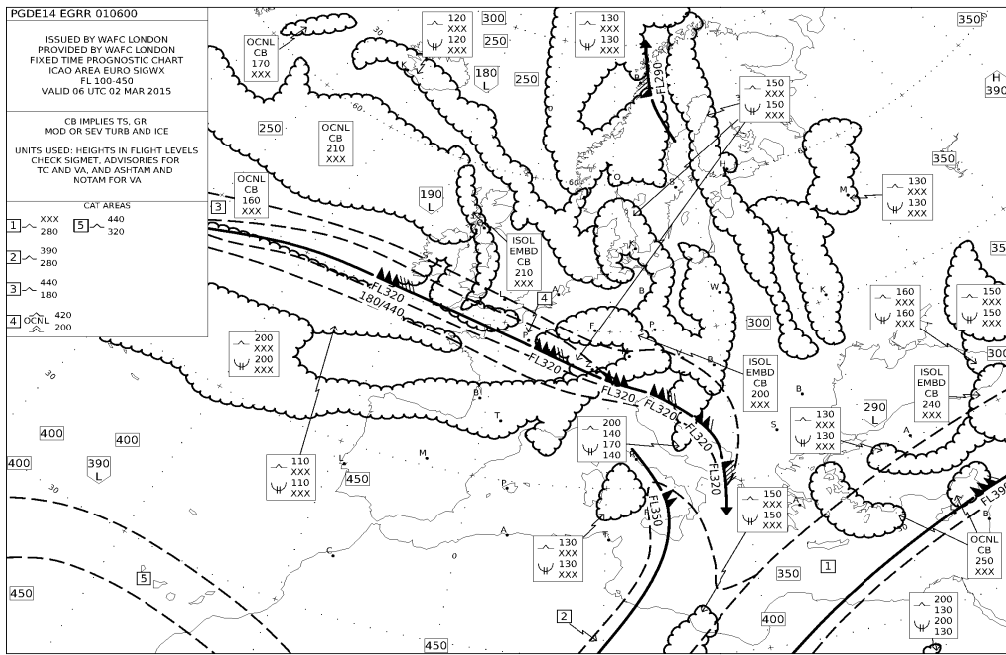 PGDE14 EGRR 010600
ISSUED BY WAFC LONDON
PROVIDED BY WAFC LONDON
FIXED TIME PROGNOSTIC CHART
ICAO AREA EURO SIGWX
FL 100-450
VALID 06 UTC 02 MAR 2015
CB IMPLIES TS, GR
MOD OR SEV TURB AND ICE
UNITS USED: HEIGHTS IN FLIGHT LEVELS
CHECK SIGMET, ADVISORIES FOR
TC AND VA, AND ASHTAM AND
NOTAM FOR VA
CAT AREAS
1 XXX 280
5 440 320
2 390 280
3 440 180
4 OCNL 420 200
OCNL
CB
170
XXX
120
XXX
120
XXX
300
250
180
L
250
130
XXX
130
XXX
FL290
150
XXX
150
XXX
350
H
390
250
OCNL
CB
210
XXX
350
OCNL
CB
160
XXX
3
190
L
130
XXX
130
XXX
ISOL
EMBD
CB
210
XXX
4
FL320
180/440
FL320
FL320
FL320
FL320
FL320
200
XXX
200
XXX
300
160
XXX
160
XXX
150
XXX
150
XXX
300
ISOL
EMBD
CB
200
XXX
ISOL
EMBD
CB
240
XXX
290
L
130
XXX
130
XXX
200
140
170
140
400
400
400
390
L
450
110
XXX
110
XXX
FL350
150
XXX
150
XXX
FL390
OCNL
CB
250
XXX
130
XXX
130
XXX
5
450
2
350
1
400
200
130
200
130
450